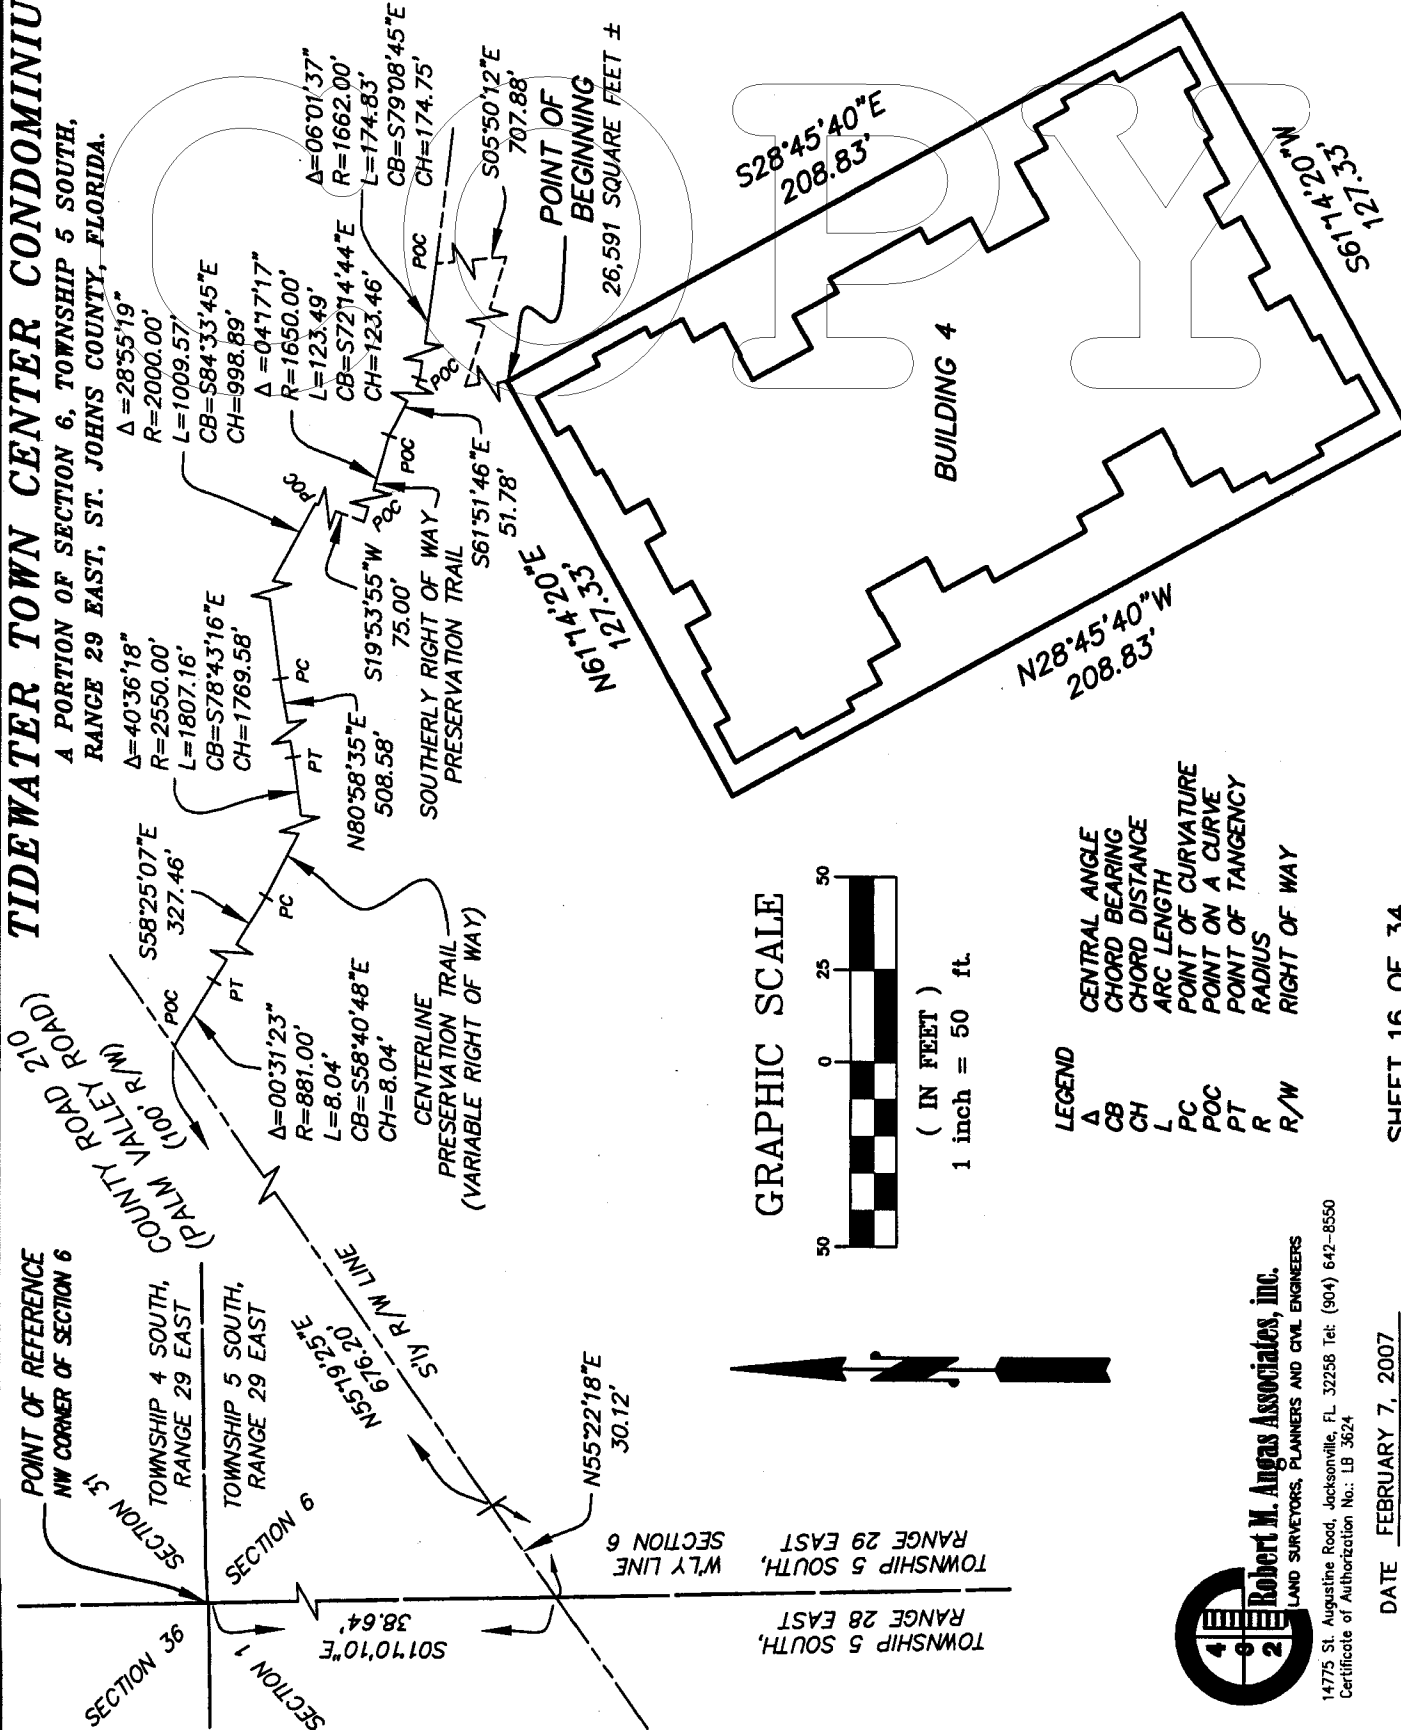 TIDEWATER TOWN CENTER CONDOMINIU
A PORTION OF SECTION 6, TOWNSHIP 5 SOUTH,
RANGE 29 EAST, ST. JOHNS COUNTY, FLORIDA.
COPY
POINT OF REFERENCE
NW CORNER OF SECTION 6
SECTION 36
SECTION 1
SECTION 31
SECTION 6
TOWNSHIP 4 SOUTH,
RANGE 29 EAST
TOWNSHIP 5 SOUTH,
RANGE 29 EAST
COUNTY ROAD 210
(PALM VALLEY ROAD)
(100' R/W)
S01°10'10"E
38.64'
TOWNSHIP 5 SOUTH,
RANGE 28 EAST
W'LY LINE
SECTION 6
TOWNSHIP 5 SOUTH,
RANGE 29 EAST
N55°22'18"E
30.12'
N55°19'25"E
676.20'
S'LY R/W LINE
POC
PT
Δ=00°31'23"
R=881.00'
L=8.04'
CB=S58°40'48"E
CH=8.04'
S58°25'07"E
327.46'
PC
CENTERLINE
PRESERVATION TRAIL
(VARIABLE RIGHT OF WAY)
Δ=40°36'18"
R=2550.00'
L=1807.16'
CB=S78°43'16"E
CH=1769.58'
PT
N80°58'35"E
508.58'
PC
Δ=28°55'19"
R=2000.00'
L=1009.57'
CB=S84°33'45"E
CH=998.89'
POC
S19°53'55"W
75.00'
POC
SOUTHERLY RIGHT OF WAY
PRESERVATION TRAIL
Δ=04°17'17"
R=1650.00'
L=123.49'
CB=S72°14'44"E
CH=123.46'
POC
S61°51'46"E
51.78'
POC
Δ=06°01'37"
R=1662.00'
L=174.83'
CB=S79°08'45"E
CH=174.75'
POC
S05°50'12"E
707.88'
POINT OF
BEGINNING
26,591 SQUARE FEET ±
N61°14'20"E
127.33'
S28°45'40"E
208.83'
BUILDING 4
S61°14'20"W
127.33'
N28°45'40"W
208.83'
GRAPHIC SCALE
50 0 25 50
( IN FEET )
1 inch = 50 ft.
LEGEND
Δ CENTRAL ANGLE
CB CHORD BEARING
CH CHORD DISTANCE
L ARC LENGTH
PC POINT OF CURVATURE
POC POINT ON A CURVE
PT POINT OF TANGENCY
R RADIUS
R/W RIGHT OF WAY
Robert M. Angas Associates, inc.
LAND SURVEYORS, PLANNERS AND CIVIL ENGINEERS
14775 St. Augustine Road, Jacksonville, FL 32258 Tel: (904) 642-8550
Certificate of Authorization No.: LB 3624
DATE FEBRUARY 7, 2007
SHEET 16 OF 34